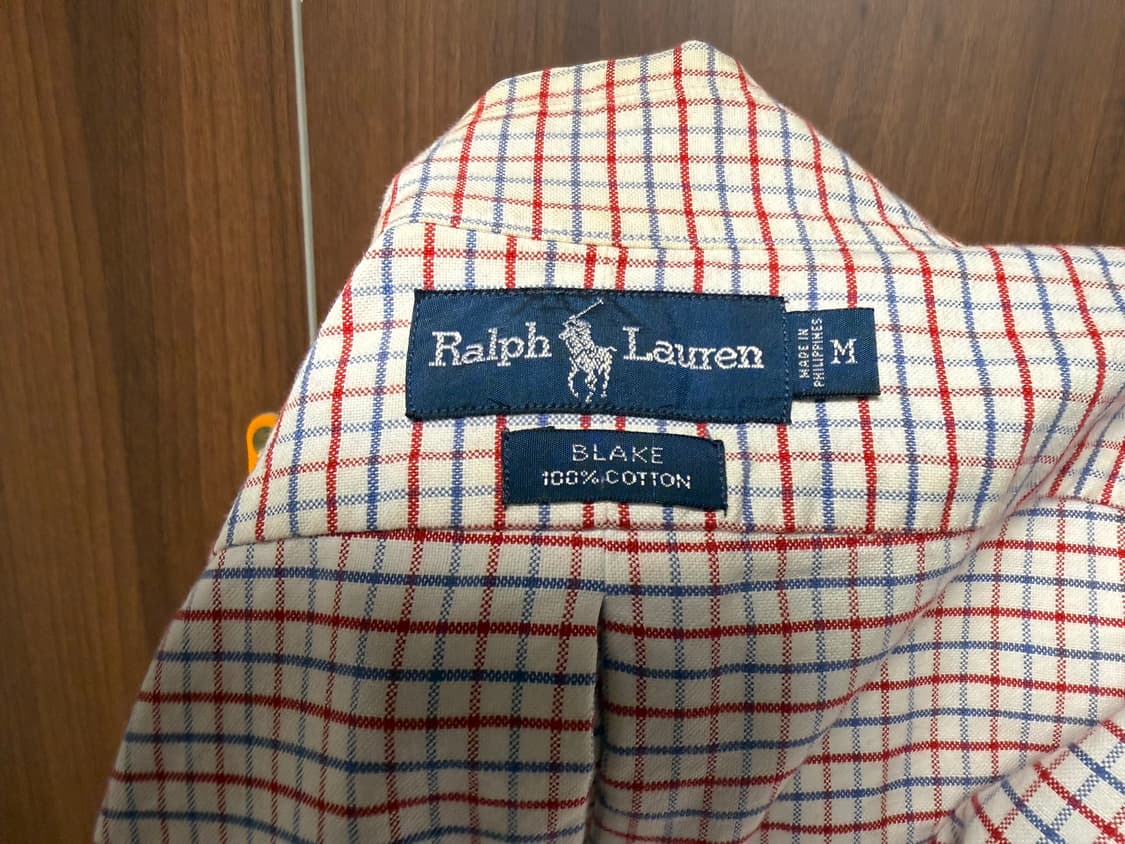 Ralph Lauren
MADE IN
PHILIPPINES
M
BLAKE
100% COTTON